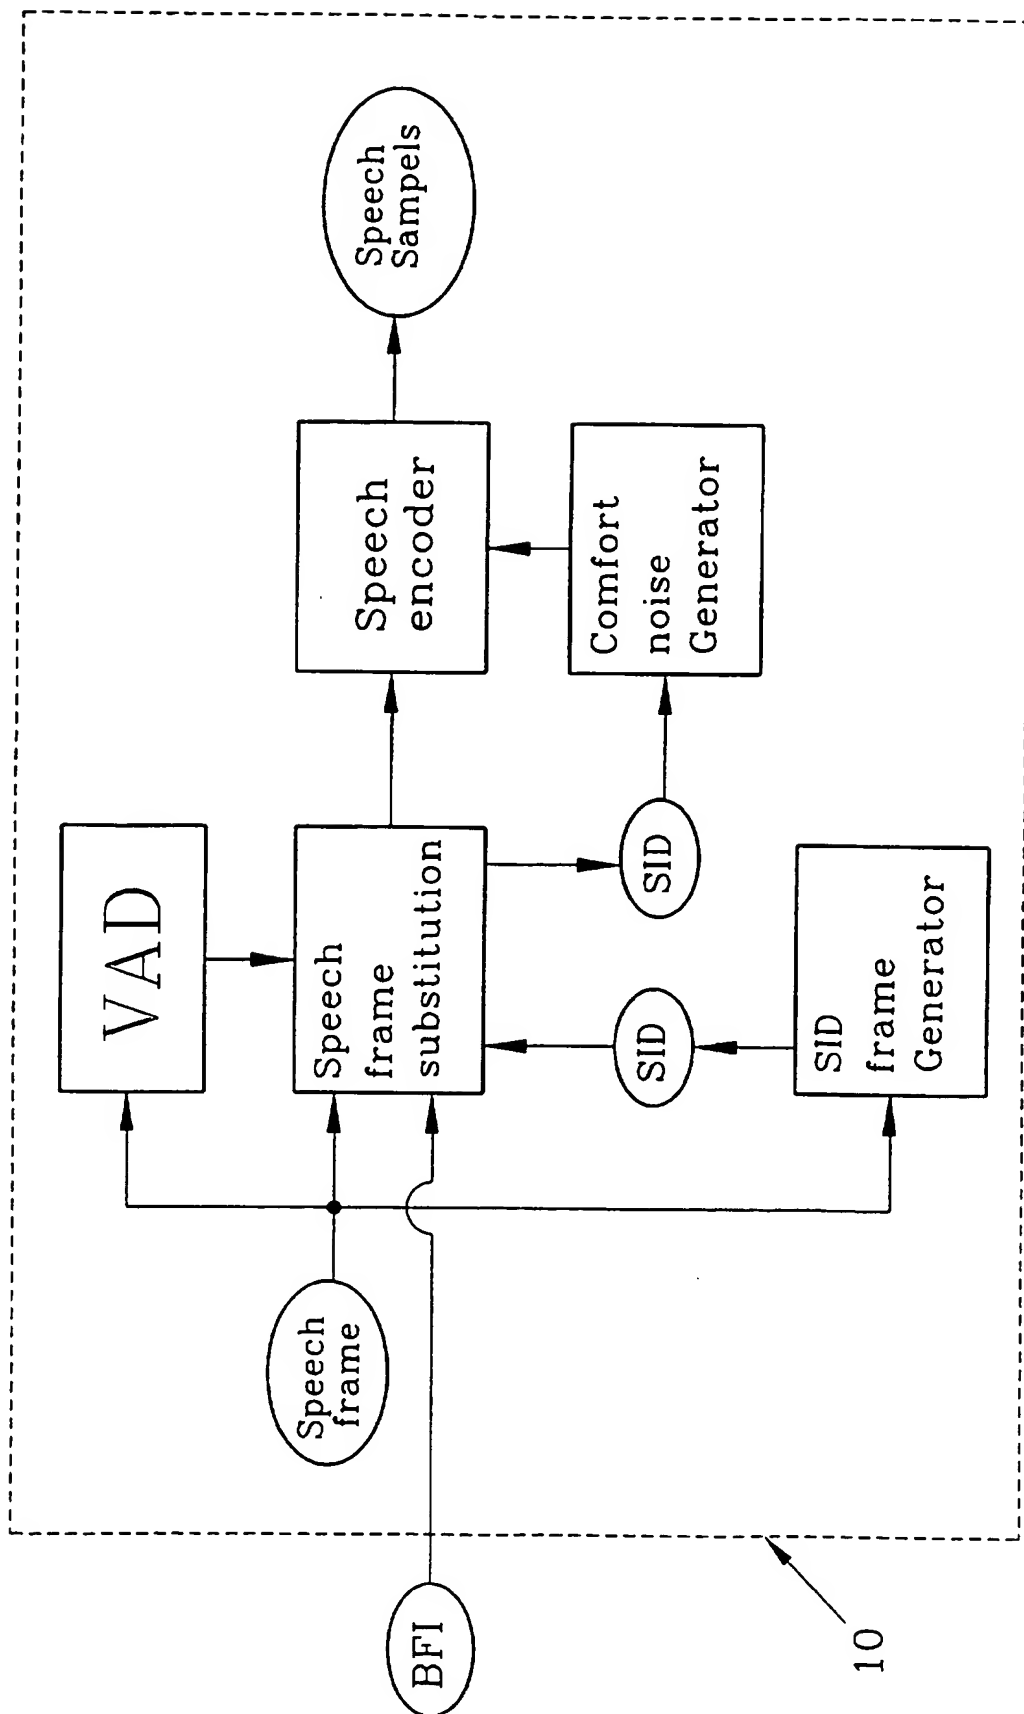 VAD
Speech
frame
Speech
frame
substitution
Speech
encoder
Speech
Sampels
BFI
SID
SID
SID
frame
Generator
Comfort
noise
Generator
10